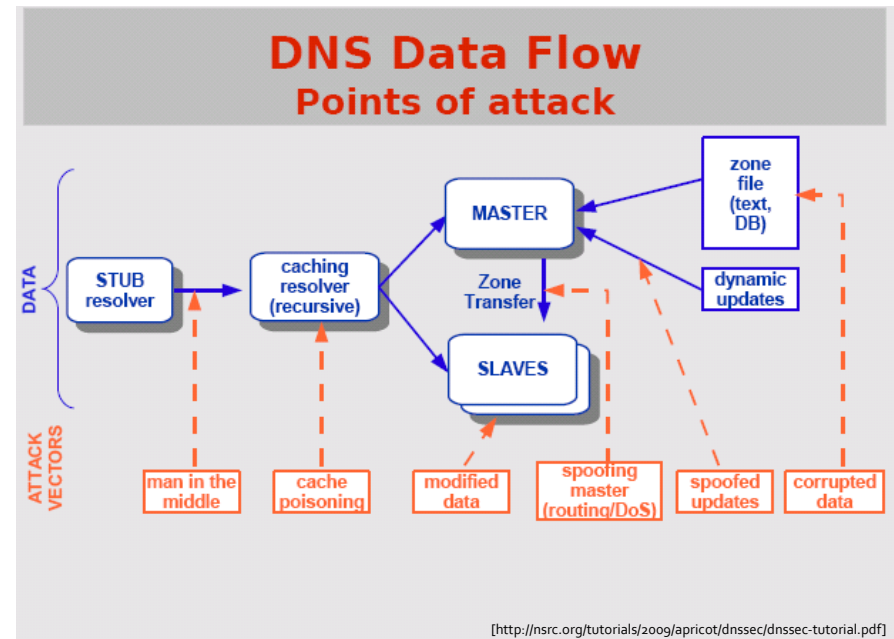 DNS Data Flow
Points of attack
zone
file
(text,
DB)
MASTER
STUB
resolver
caching
resolver
(recursive)
Zone
Transfer
dynamic
updates
SLAVES
DATA
ATTACK
VECTORS
man in the
middle
cache
poisoning
modified
data
spoofing
master
(routing/DoS)
spoofed
updates
corrupted
data
[http://nsrc.org/tutorials/2009/apricot/dnssec/dnssec-tutorial.pdf]